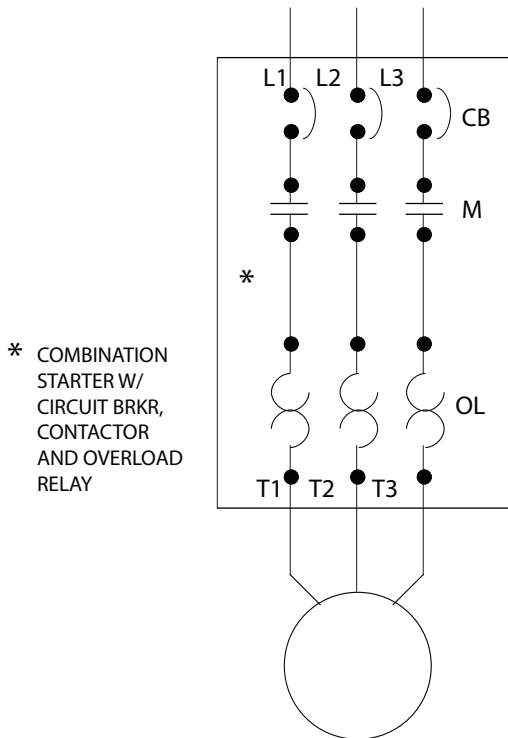 L1 L2 L3
CB
M
*
* COMBINATION
STARTER W/
CIRCUIT BRKR,
CONTACTOR
AND OVERLOAD
RELAY
OL
T1 T2 T3